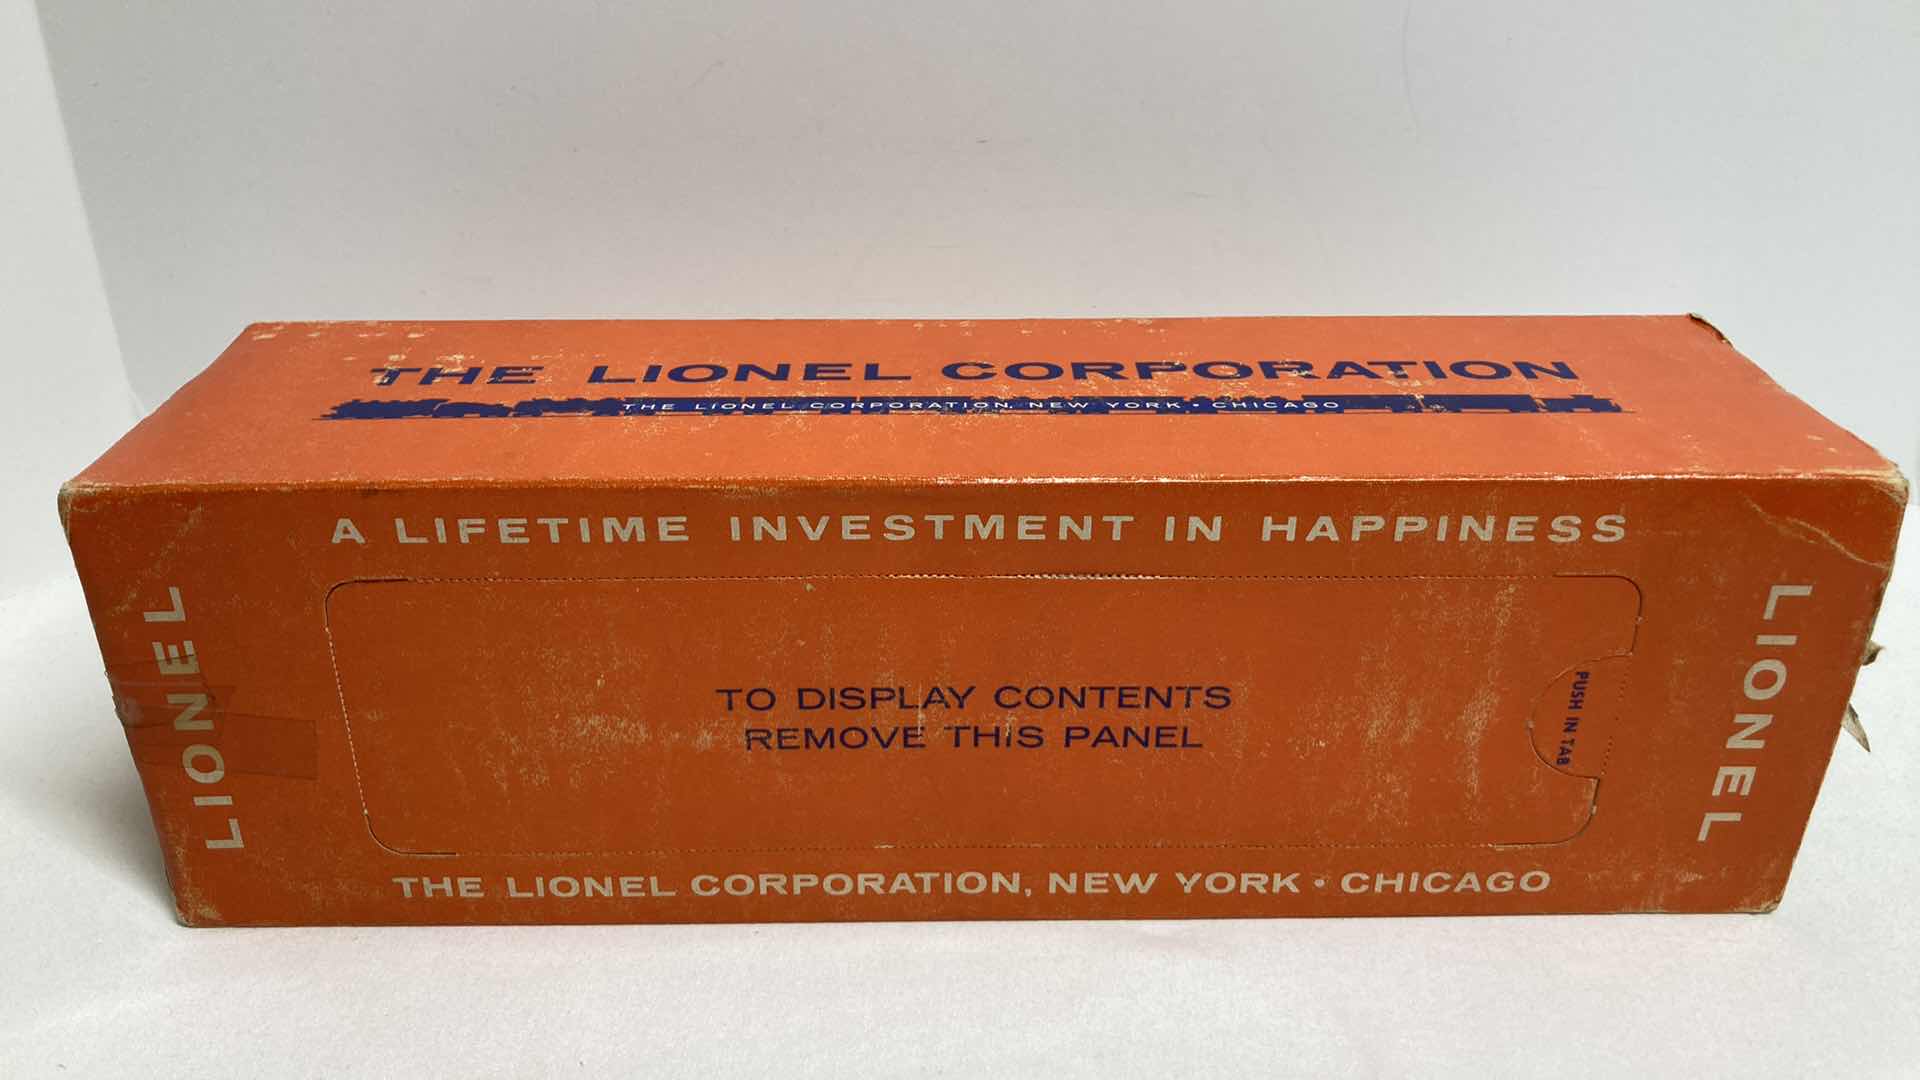 THE LIONEL CORPORATION
THE LIONEL CORPORATION, NEW YORK • CHICAGO
A LIFETIME INVESTMENT IN HAPPINESS
LIONEL
TO DISPLAY CONTENTS
REMOVE THIS PANEL
PUSH IN TAB
LIONEL
THE LIONEL CORPORATION, NEW YORK • CHICAGO